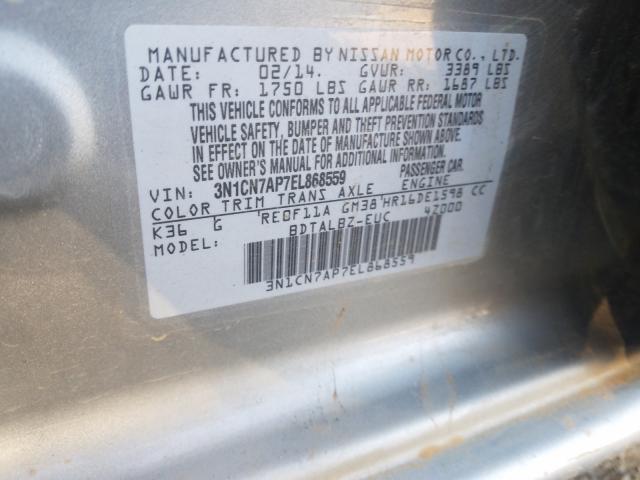 MANUFACTURED BY NISSAN MOTOR CO., LTD.
DATE: 02/14. GVWR: 3389 LBS
GAWR FR: 1750 LBS GAWR RR: 1687 LBS
THIS VEHICLE CONFORMS TO ALL APPLICABLE FEDERAL MOTOR
VEHICLE SAFETY, BUMPER AND THEFT PREVENTION STANDARDS
IN EFFECT ON THE DATE OF MANUFACTURE SHOWN ABOVE.
SEE OWNER'S MANUAL FOR ADDITIONAL INFORMATION.
VIN: 3N1CN7AP7EL868559 PASSENGER CAR.
COLOR TRIM TRANS AXLE ENGINE
K36 G RE0F11A GM38 HR16DE1598 CC
MODEL: BDTALBZ-EUC 42000
3N1CN7AP7EL868559